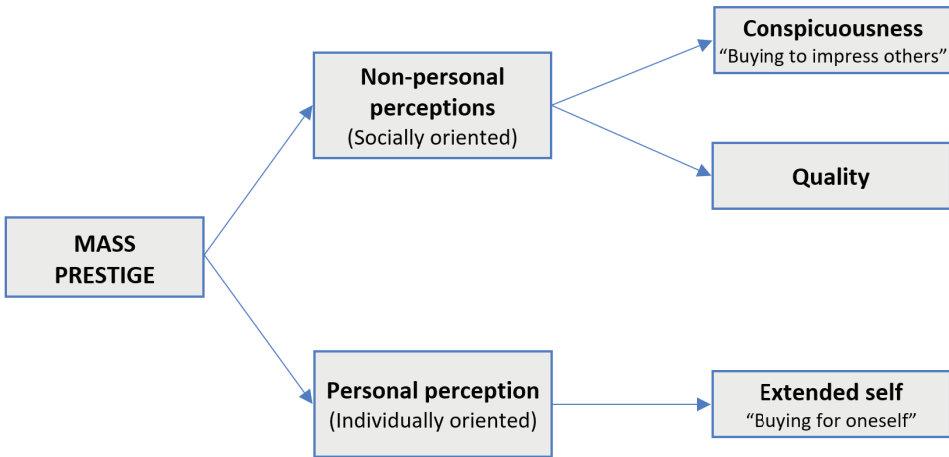 Conspicuousness
“Buying to impress others”
Non-personal
perceptions
(Socially oriented)
Quality
MASS
PRESTIGE
Personal perception
(Individually oriented)
Extended self
“Buying for oneself”